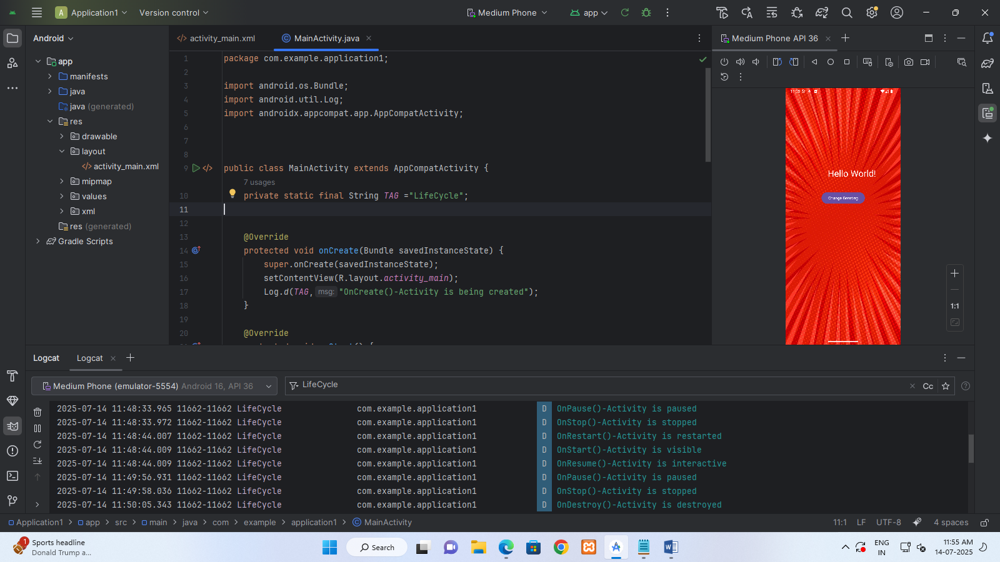 A Application1 Version control Medium Phone app
Android
activity_main.xml MainActivity.java
Medium Phone API 36
app
manifests
java
java (generated)
res
drawable
layout
activity_main.xml
mipmap
values
xml
res (generated)
Gradle Scripts
1 package com.example.application1;
2
3 import android.os.Bundle;
4 import android.util.Log;
5 import androidx.appcompat.app.AppCompatActivity;
6
7
8
9 public class MainActivity extends AppCompatActivity {
7 usages
10 private static final String TAG ="LifeCycle";
11
12
13 @Override
14 protected void onCreate(Bundle savedInstanceState) {
15 super.onCreate(savedInstanceState);
16 setContentView(R.layout.activity_main);
17 Log.d(TAG, msg: "OnCreate()-Activity is being created");
18 }
19
20 @Override
Hello World!
Change Greeting
1:1
Logcat Logcat
Medium Phone (emulator-5554) Android 16, API 36 LifeCycle Cc
2025-07-14 11:48:33.965 11662-11662 LifeCycle com.example.application1 D OnPause()-Activity is paused
2025-07-14 11:48:33.972 11662-11662 LifeCycle com.example.application1 D OnStop()-Activity is stopped
2025-07-14 11:48:44.007 11662-11662 LifeCycle com.example.application1 D OnRestart()-Activity is restarted
2025-07-14 11:48:44.009 11662-11662 LifeCycle com.example.application1 D OnStart()-Activity is visible
2025-07-14 11:48:44.009 11662-11662 LifeCycle com.example.application1 D OnResume()-Activity is interactive
2025-07-14 11:49:56.931 11662-11662 LifeCycle com.example.application1 D OnPause()-Activity is paused
2025-07-14 11:49:58.036 11662-11662 LifeCycle com.example.application1 D OnStop()-Activity is stopped
2025-07-14 11:50:05.343 11662-11662 LifeCycle com.example.application1 D OnDestroy()-Activity is destroyed
Application1 > app > src > main > java > com > example > application1 > MainActivity 11:1 LF UTF-8 4 spaces
1 Sports headline
Donald Trump a...
Search
ENG
IN
11:55 AM
14-07-2025